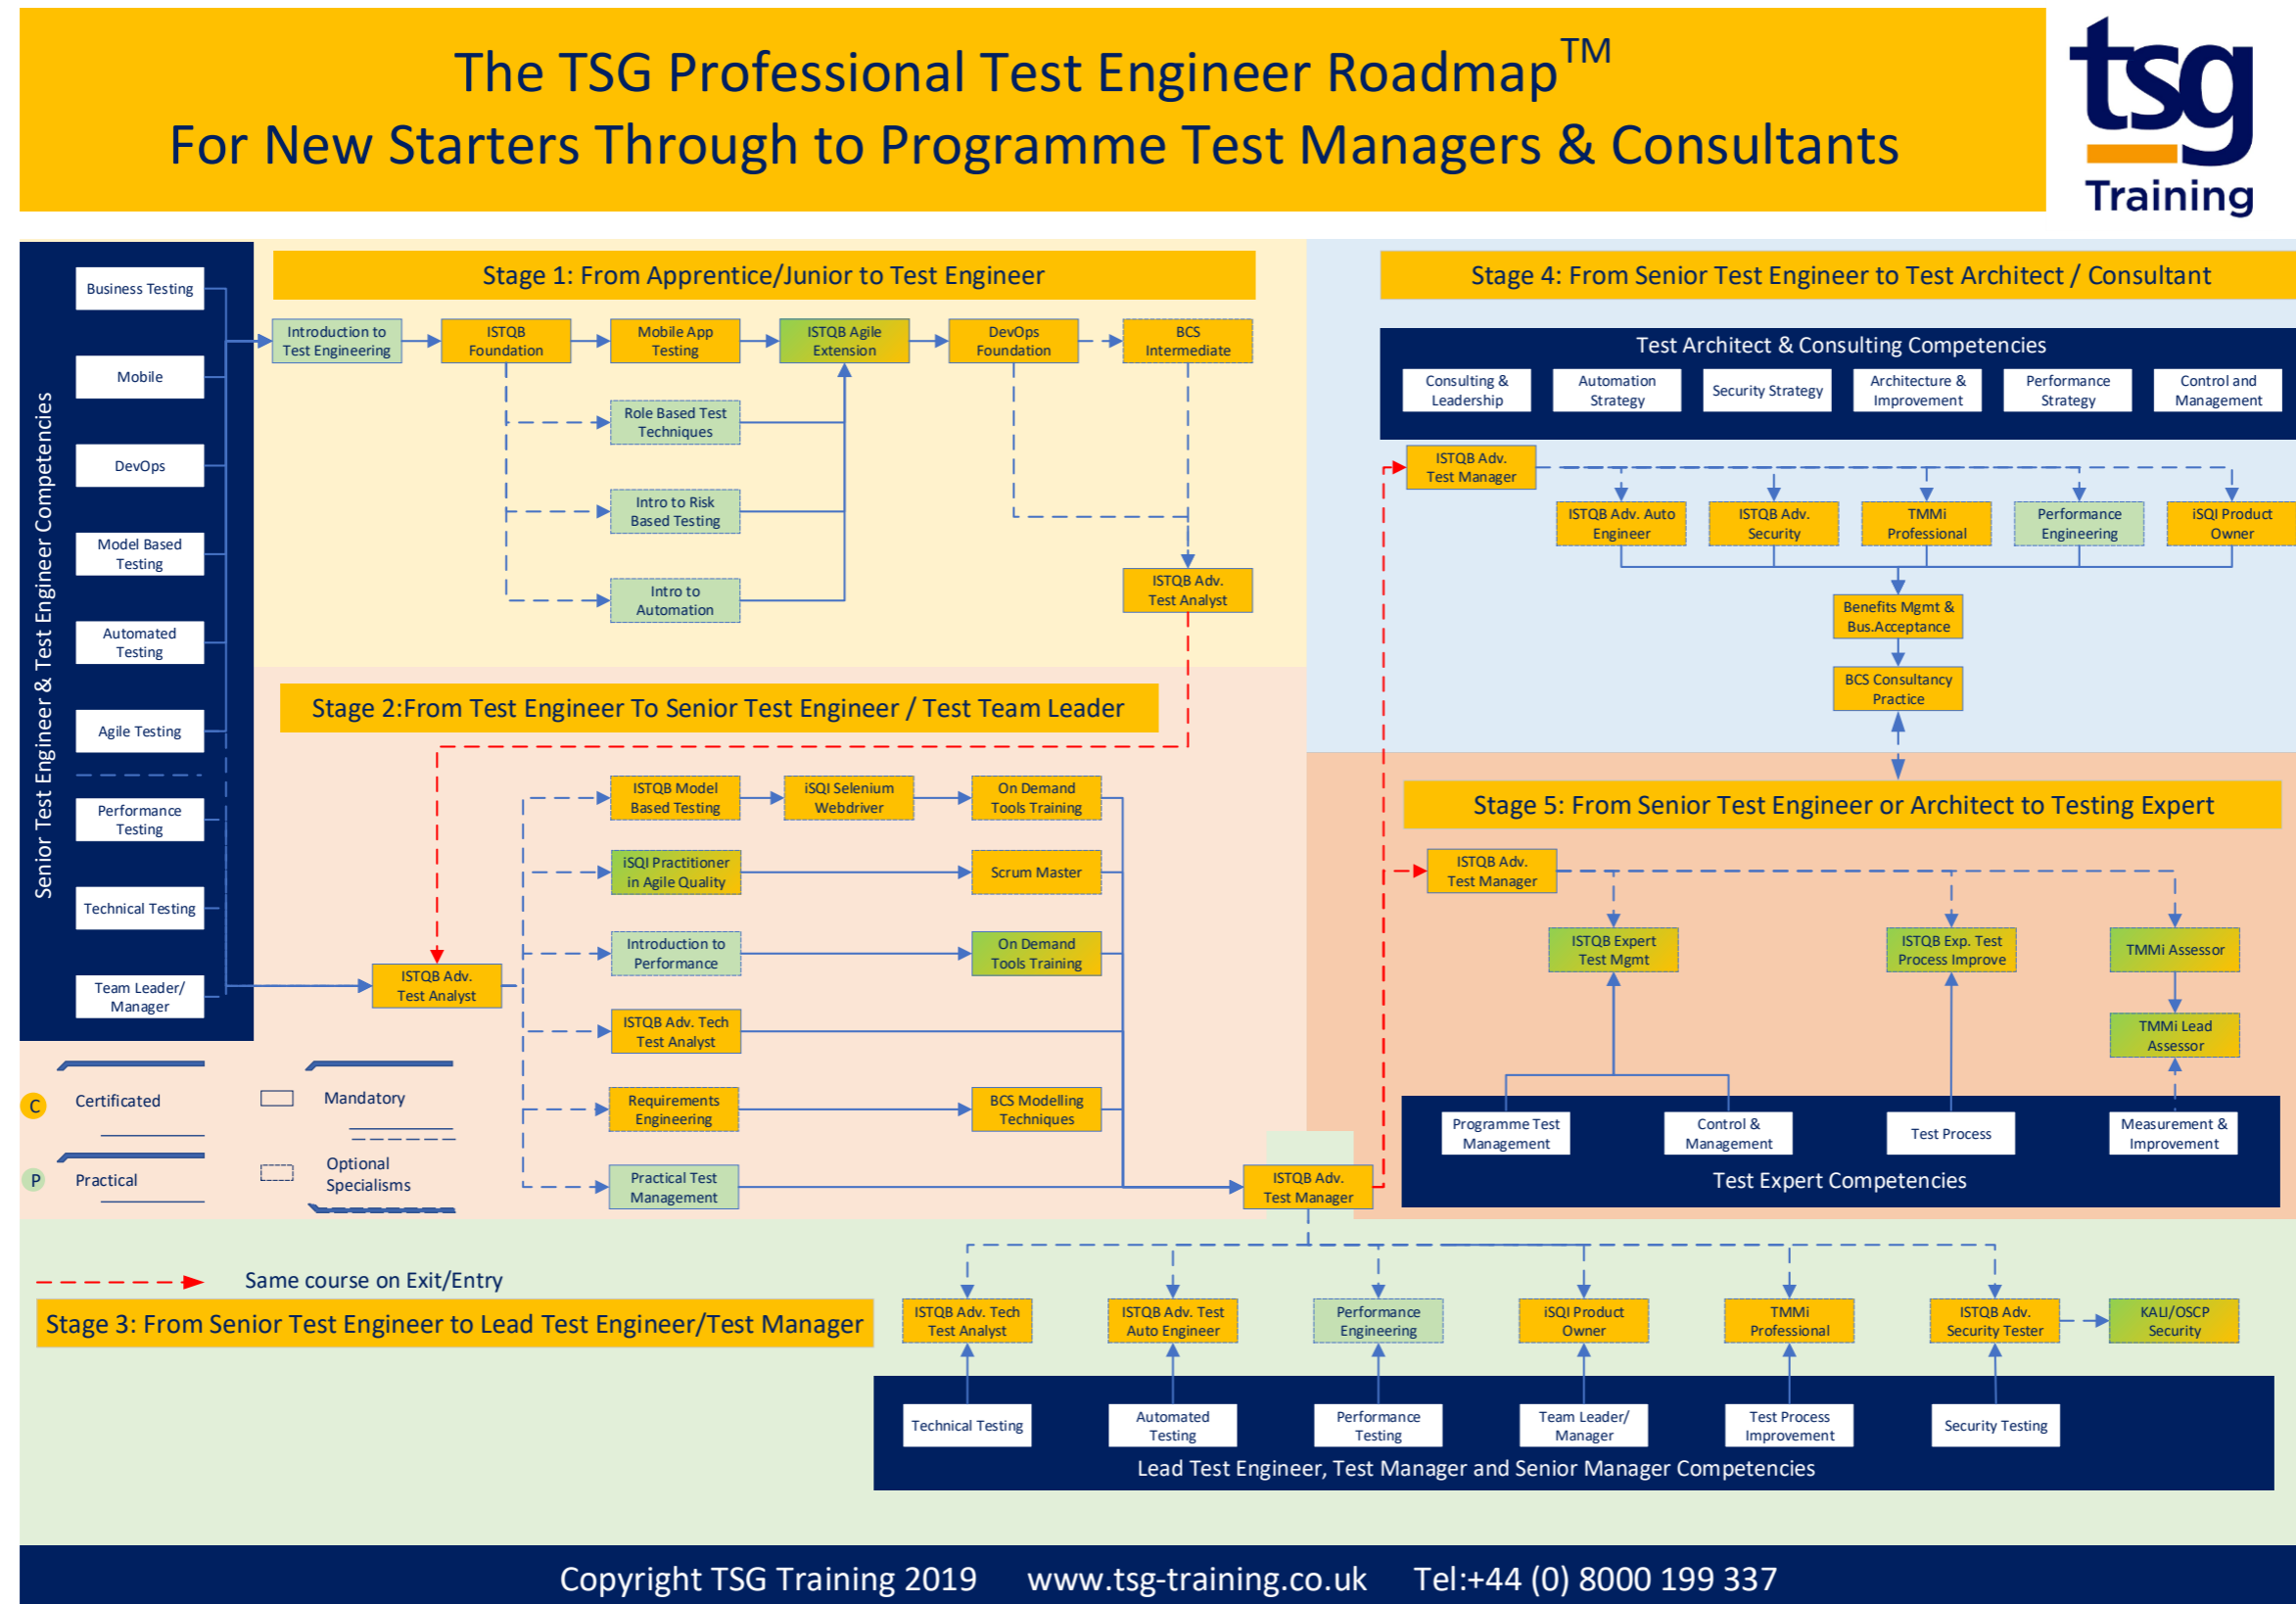 The TSG Professional Test Engineer Roadmap™
For New Starters Through to Programme Test Managers & Consultants
tsg
Training
Senior Test Engineer & Test Engineer Competencies
Business Testing
Mobile
DevOps
Model Based
Testing
Automated
Testing
Agile Testing
Performance
Testing
Technical Testing
Team Leader/
Manager
Stage 1: From Apprentice/Junior to Test Engineer
Introduction to
Test Engineering
ISTQB
Foundation
Mobile App
Testing
ISTQB Agile
Extension
DevOps
Foundation
BCS
Intermediate
Role Based Test
Techniques
Intro to Risk
Based Testing
Intro to
Automation
ISTQB Adv.
Test Analyst
Stage 2:From Test Engineer To Senior Test Engineer / Test Team Leader
ISTQB Adv.
Test Analyst
ISTQB Model
Based Testing
iSQI Selenium
Webdriver
On Demand
Tools Training
iSQI Practitioner
in Agile Quality
Scrum Master
Introduction to
Performance
On Demand
Tools Training
ISTQB Adv. Tech
Test Analyst
Requirements
Engineering
BCS Modelling
Techniques
Practical Test
Management
ISTQB Adv.
Test Manager
C
Certificated
Mandatory
P
Practical
Optional
Specialisms
Stage 4: From Senior Test Engineer to Test Architect / Consultant
Test Architect & Consulting Competencies
Consulting &
Leadership
Automation
Strategy
Security Strategy
Architecture &
Improvement
Performance
Strategy
Control and
Management
ISTQB Adv.
Test Manager
ISTQB Adv. Auto
Engineer
ISTQB Adv.
Security
TMMi
Professional
Performance
Engineering
iSQI Product
Owner
Benefits Mgmt &
Bus.Acceptance
BCS Consultancy
Practice
Stage 5: From Senior Test Engineer or Architect to Testing Expert
ISTQB Adv.
Test Manager
ISTQB Expert
Test Mgmt
ISTQB Exp. Test
Process Improve
TMMi Assessor
TMMi Lead
Assessor
Programme Test
Management
Control &
Management
Test Process
Measurement &
Improvement
Test Expert Competencies
Same course on Exit/Entry
Stage 3: From Senior Test Engineer to Lead Test Engineer/Test Manager
ISTQB Adv. Tech
Test Analyst
ISTQB Adv. Test
Auto Engineer
Performance
Engineering
iSQI Product
Owner
TMMi
Professional
ISTQB Adv.
Security Tester
KALI/OSCP
Security
Technical Testing
Automated
Testing
Performance
Testing
Team Leader/
Manager
Test Process
Improvement
Security Testing
Lead Test Engineer, Test Manager and Senior Manager Competencies
Copyright TSG Training 2019 www.tsg-training.co.uk Tel:+44 (0) 8000 199 337